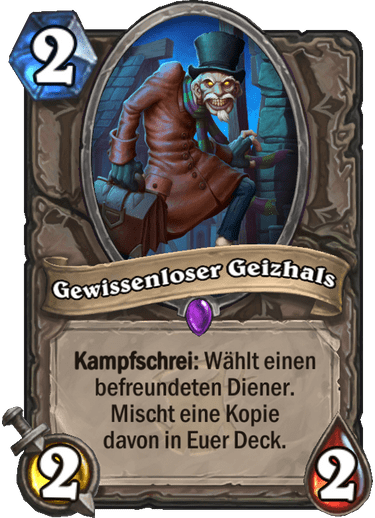 2
Gewissenloser Geizhals
Kampfschrei: Wählt einen
befreundeten Diener.
Mischt eine Kopie
davon in Euer Deck.
2
2